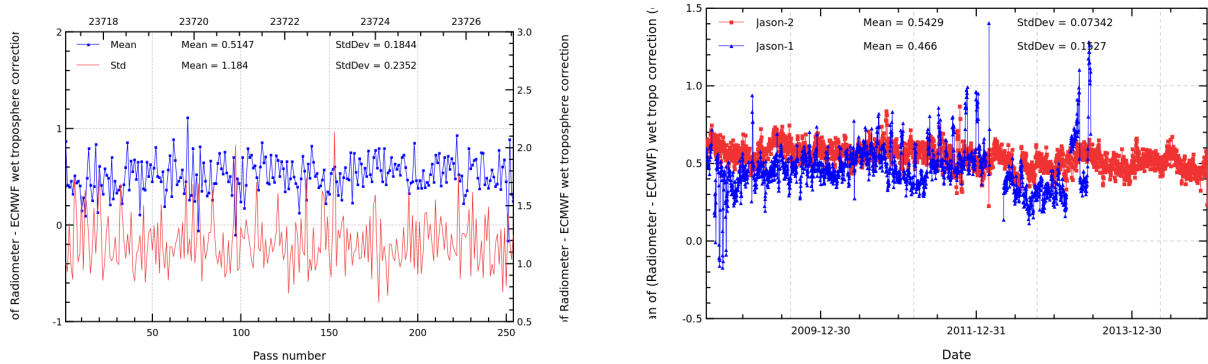 23718 23720 23722 23724 23726
2 3.0
Mean Mean = 0.5147 StdDev = 0.1844
Std Mean = 1.184 StdDev = 0.2352
2.5
1 2.0
1.5
0 1.0
-1 0.5
50 100 150 200 250
Pass number
of Radiometer - ECMWF wet troposphere correction
of Radiometer - ECMWF wet troposphere correction
1.5
Jason-2 Mean = 0.5429 StdDev = 0.07342
Jason-1 Mean = 0.466 StdDev = 0.1527
1.0
0.5
0.0
-0.5
2009-12-30 2011-12-31 2013-12-30
Date
an of (Radiometer - ECMWF) wet tropo correction (